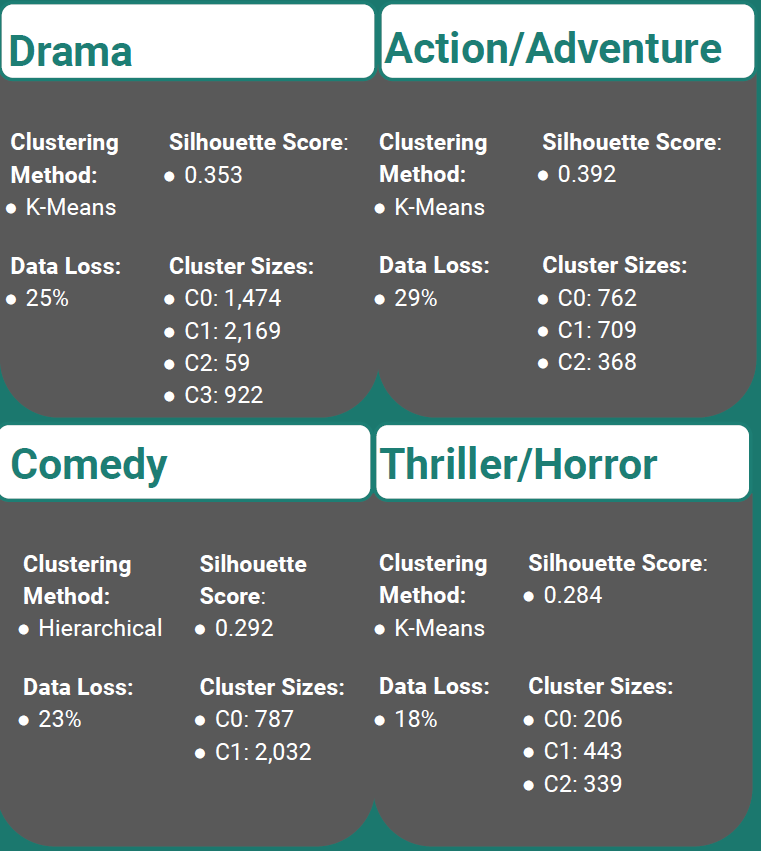 Drama
Clustering
Method:
● K-Means
Silhouette Score:
● 0.353
Data Loss:
● 25%
Cluster Sizes:
● C0: 1,474
● C1: 2,169
● C2: 59
● C3: 922
Action/Adventure
Clustering
Method:
● K-Means
Silhouette Score:
● 0.392
Data Loss:
● 29%
Cluster Sizes:
● C0: 762
● C1: 709
● C2: 368
Comedy
Clustering
Method:
● Hierarchical
Silhouette
Score:
● 0.292
Data Loss:
● 23%
Cluster Sizes:
● C0: 787
● C1: 2,032
Thriller/Horror
Clustering
Method:
● K-Means
Silhouette Score:
● 0.284
Data Loss:
● 18%
Cluster Sizes:
● C0: 206
● C1: 443
● C2: 339